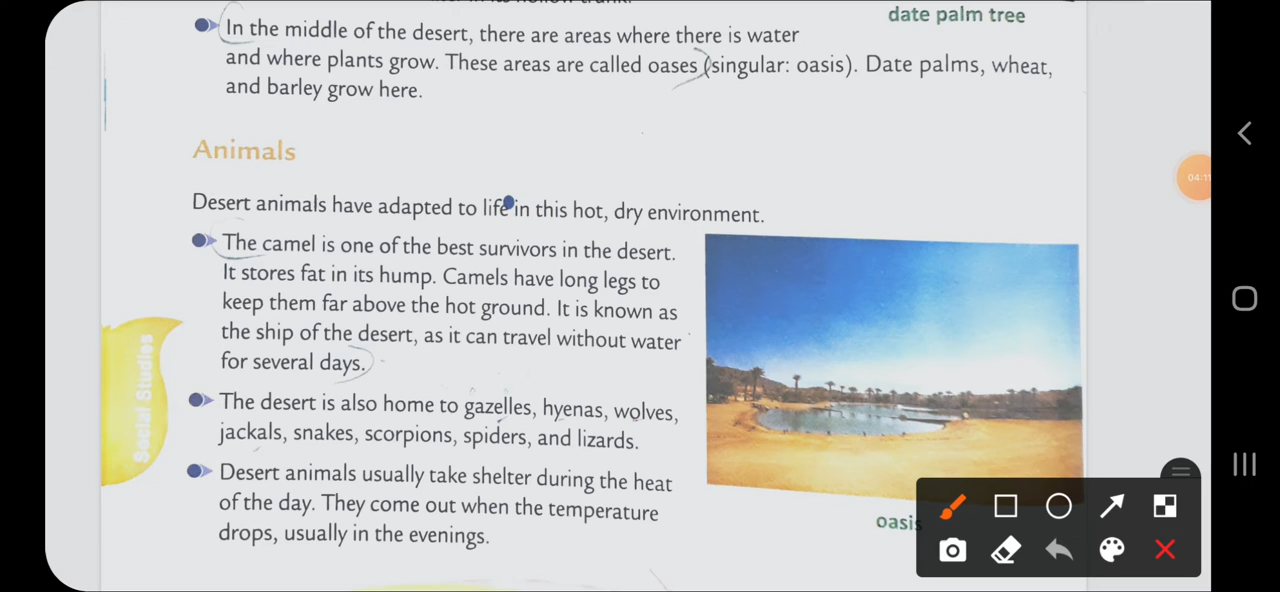 date palm tree
In the middle of the desert, there are areas where there is water
and where plants grow. These areas are called oases (singular: oasis). Date palms, wheat,
and barley grow here.
Animals
Desert animals have adapted to life in this hot, dry environment.
The camel is one of the best survivors in the desert.
It stores fat in its hump. Camels have long legs to
keep them far above the hot ground. It is known as
the ship of the desert, as it can travel without water
for several days.
The desert is also home to gazelles, hyenas, wolves,
jackals, snakes, scorpions, spiders, and lizards.
Desert animals usually take shelter during the heat
of the day. They come out when the temperature
drops, usually in the evenings.
oasis
Social Studies
04:11